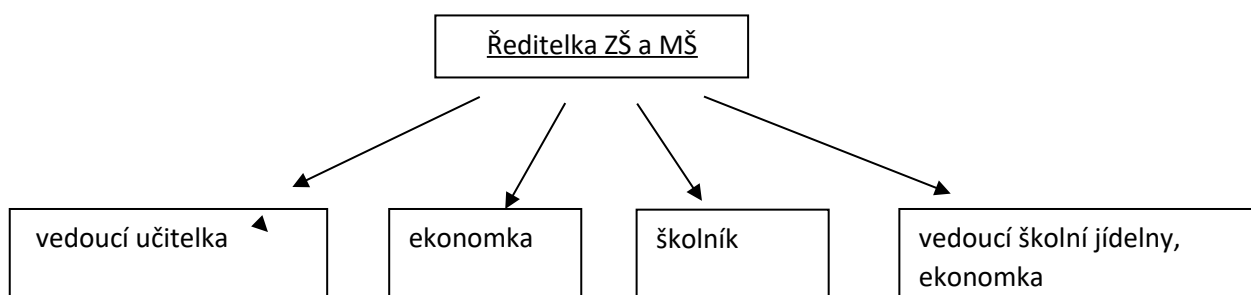 Ředitelka ZŠ a MŠ
vedoucí učitelka
ekonomka
školník
vedoucí školní jídelny,
ekonomka